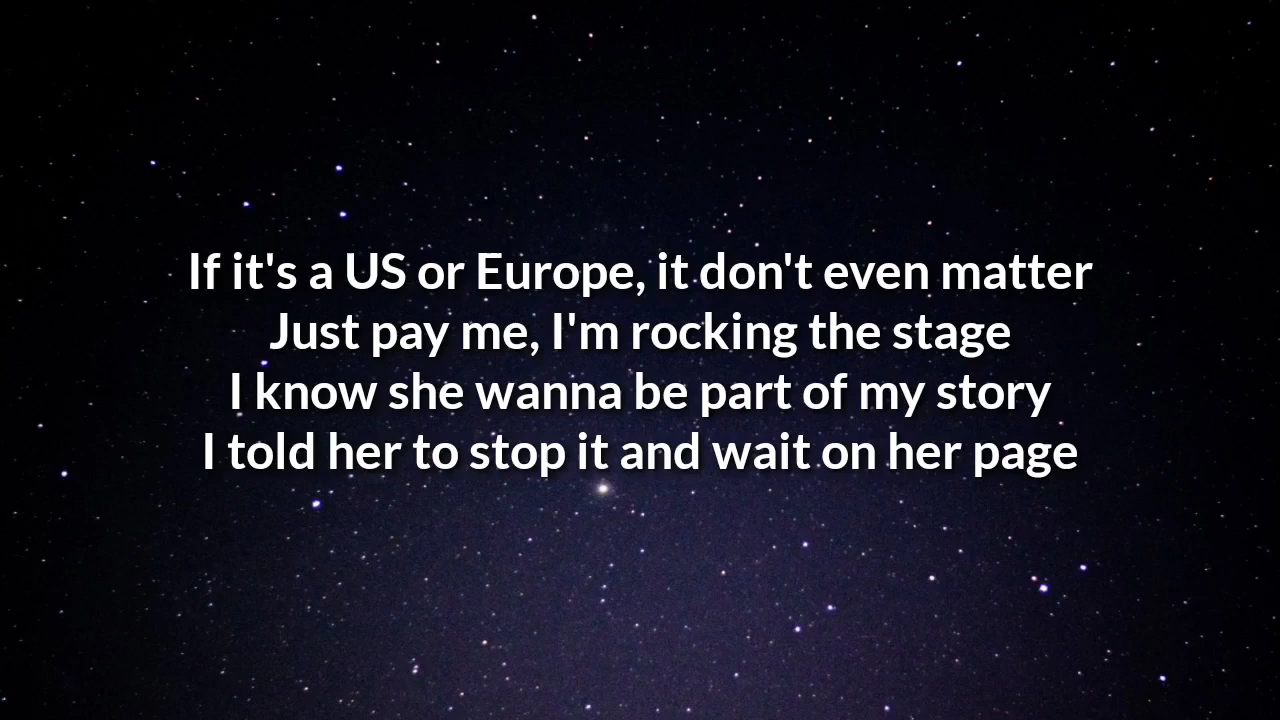 If it's a US or Europe, it don't even matter
Just pay me, I'm rocking the stage
I know she wanna be part of my story
I told her to stop it and wait on her page